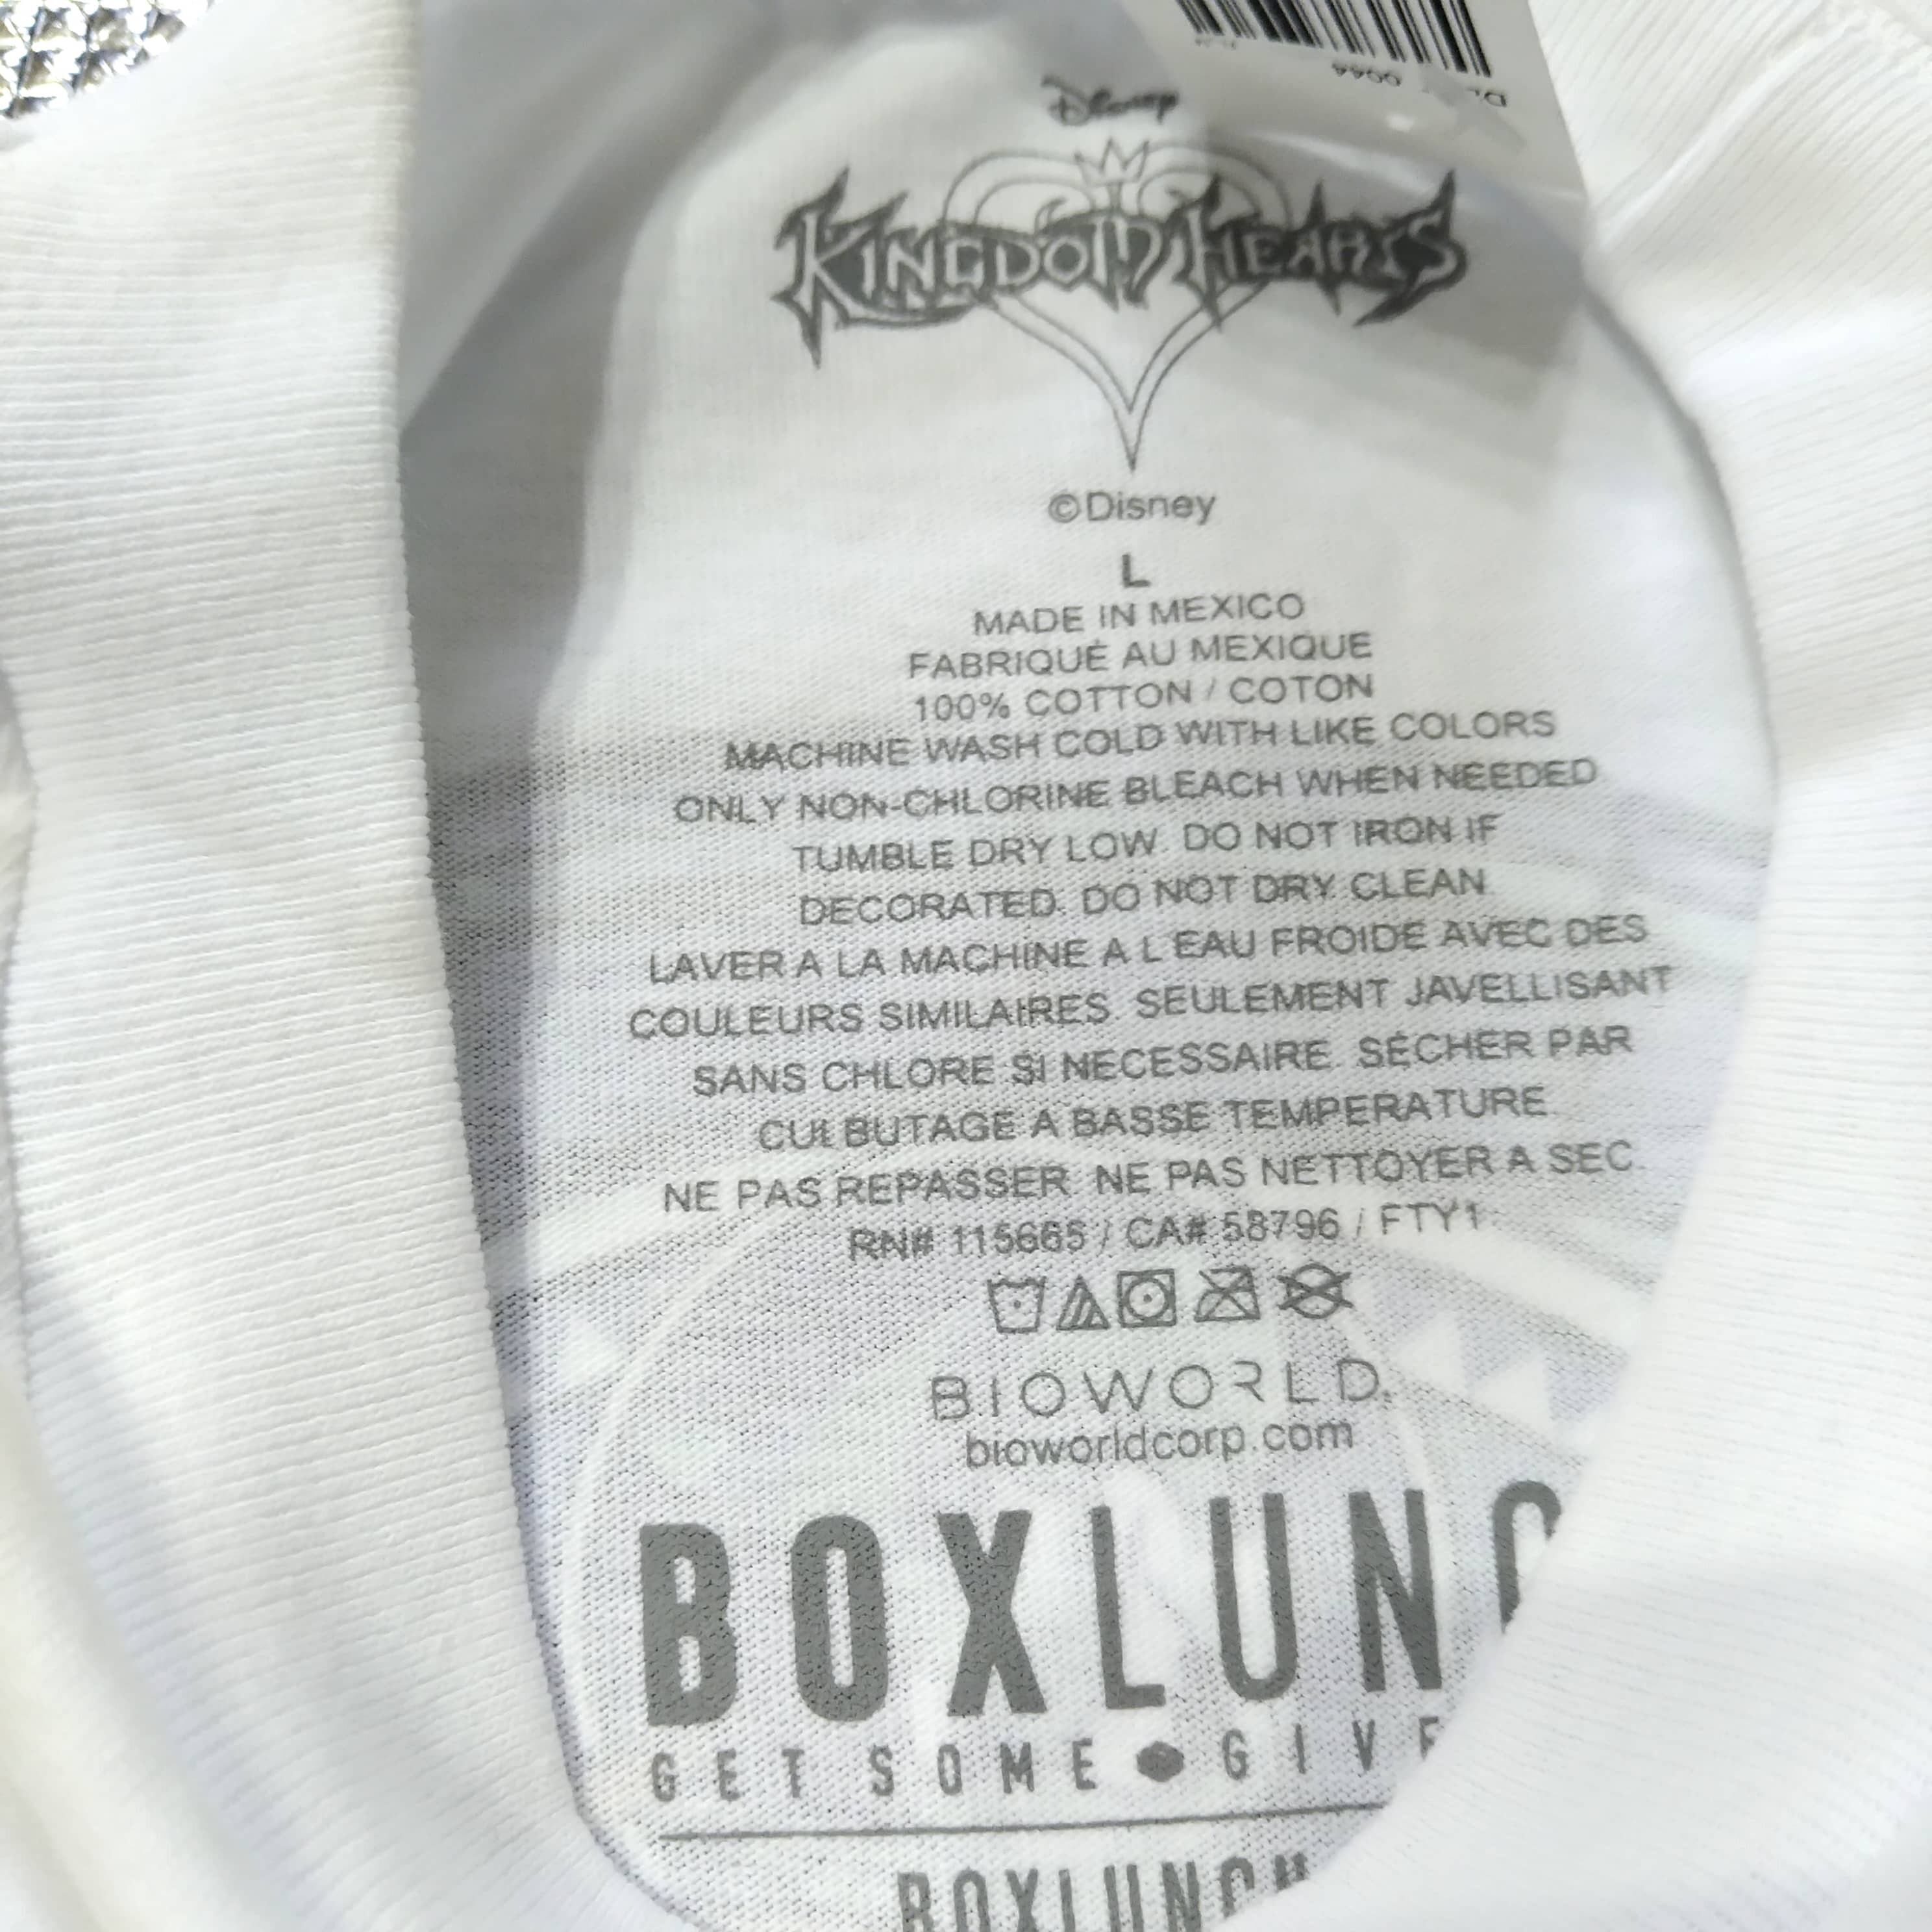 Disney
KINGDOM HEARTS
©Disney
L
MADE IN MEXICO
FABRIQUÉ AU MEXIQUE
100% COTTON / COTON
MACHINE WASH COLD WITH LIKE COLORS
ONLY NON-CHLORINE BLEACH WHEN NEEDED
TUMBLE DRY LOW. DO NOT IRON IF
DECORATED. DO NOT DRY CLEAN
LAVER A LA MACHINE A L EAU FROIDE AVEC DES
COULEURS SIMILAIRES. SEULEMENT JAVELLISANT
SANS CHLORE SI NECESSAIRE. SÉCHER PAR
CULBUTAGE A BASSE TEMPERATURE.
NE PAS REPASSER. NE PAS NETTOYER A SEC.
RN# 115665 / CA# 58796 / FTY1
BIOWORLD.
bioworldcorp.com
BOXLUNC
GET SOME • GIVE
BOXLUNCH